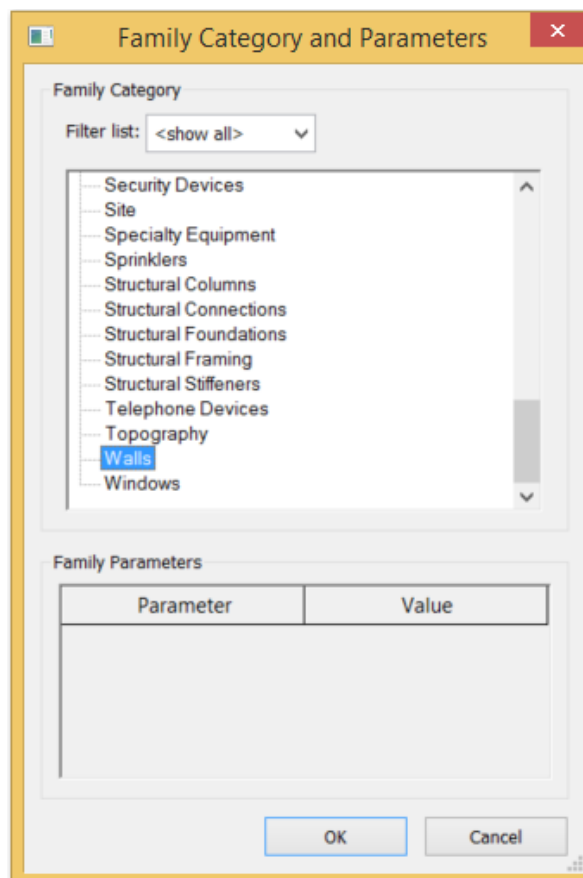 Family Category and Parameters
Family Category
Filter list: <show all>
Security Devices
Site
Specialty Equipment
Sprinklers
Structural Columns
Structural Connections
Structural Foundations
Structural Framing
Structural Stiffeners
Telephone Devices
Topography
Walls
Windows
Family Parameters
Parameter Value
OK Cancel